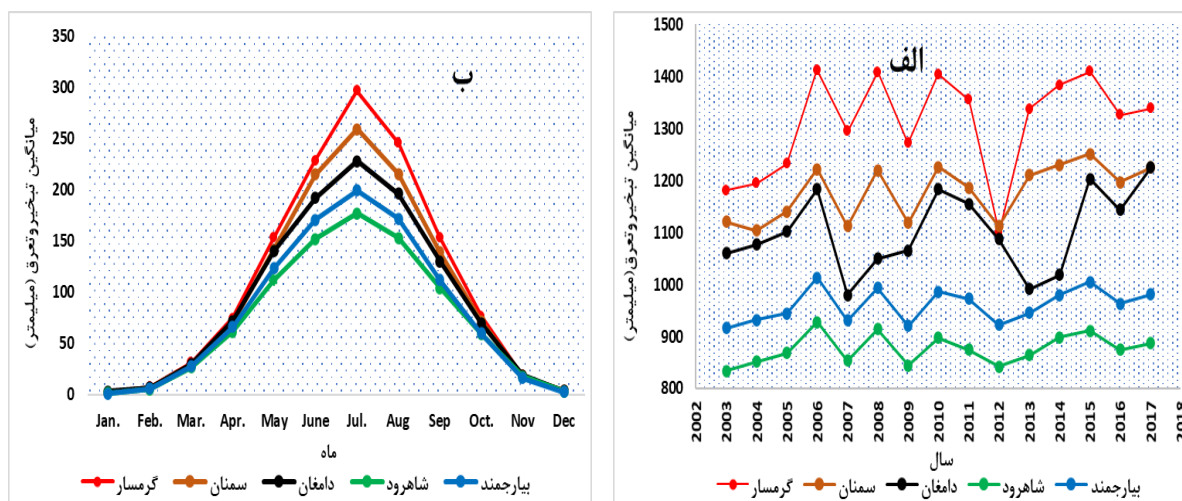 ب
میانگین تبخیروتعرق (میلیمتر)
350
300
250
200
150
100
50
0
Jan. Feb. Mar. Apr. May June Jul. Aug Sep Oct. Nov Dec
ماه
گرمسار سمنان دامغان شاهرود بیارجمند
الف
میانگین تبخیروتعرق(میلیمتر)
1500
1400
1300
1200
1100
1000
900
800
2002 2003 2004 2005 2006 2007 2008 2009 2010 2011 2012 2013 2014 2015 2016 2017 2018
سال
گرمسار سمنان دامغان شاهرود بیارجمند